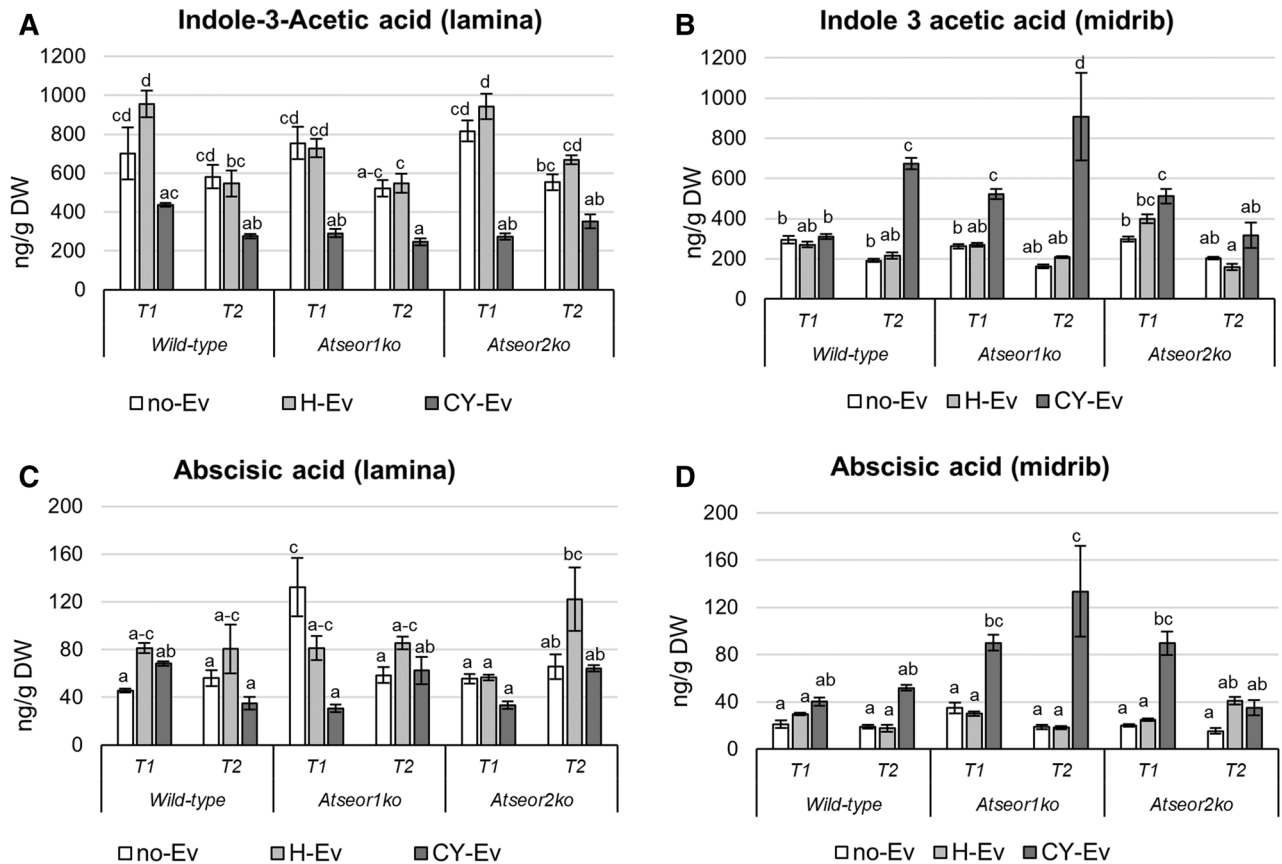 A
Indole-3-Acetic acid (lamina)
ng/g DW
1200
1000
800
600
400
200
0
cd
d
ac
cd
bc
ab
cd
cd
ab
a-c
c
a
cd
d
ab
bc
cd
ab
T1
T2
T1
T2
T1
T2
Wild-type
Atseor1ko
Atseor2ko
no-Ev
H-Ev
CY-Ev
B
Indole 3 acetic acid (midrib)
ng/g DW
1200
1000
800
600
400
200
0
b
ab
b
b
ab
c
b
ab
c
ab
ab
d
b
bc
c
ab
a
ab
T1
T2
T1
T2
T1
T2
Wild-type
Atseor1ko
Atseor2ko
no-Ev
H-Ev
CY-Ev
C
Abscisic acid (lamina)
ng/g DW
200
160
120
80
40
0
a
a-c
ab
a
a-c
a
c
a-c
a
a
a-c
ab
a
a
a
ab
bc
ab
T1
T2
T1
T2
T1
T2
Wild-type
Atseor1ko
Atseor2ko
no-Ev
H-Ev
CY-Ev
D
Abscisic acid (midrib)
ng/g DW
200
160
120
80
40
0
a
a
ab
a
a
ab
a
a
bc
a
a
c
a
a
bc
a
ab
ab
T1
T2
T1
T2
T1
T2
Wild-type
Atseor1ko
Atseor2ko
no-Ev
H-Ev
CY-Ev